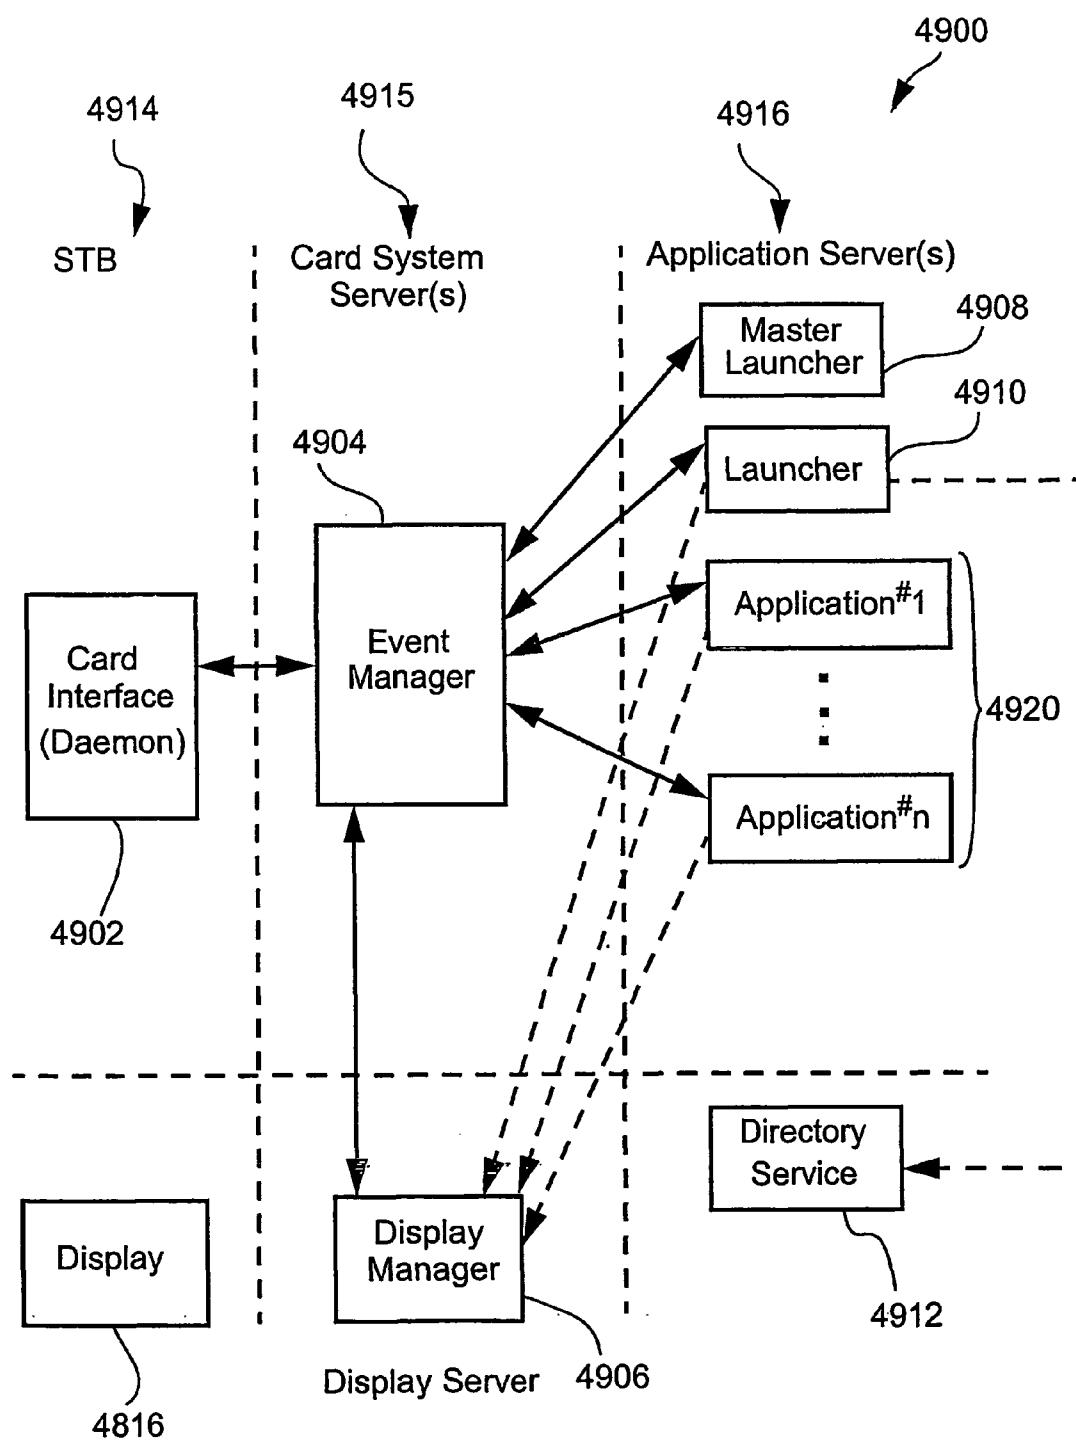 4900
4914
4915
4916
STB
Card System
Server(s)
Application Server(s)
Master
Launcher
4908
4910
Launcher
4904
Event
Manager
Application#1
Card
Interface
(Daemon)
4920
Application#n
4902
Directory
Service
Display
Display
Manager
4912
4906
Display Server
4816